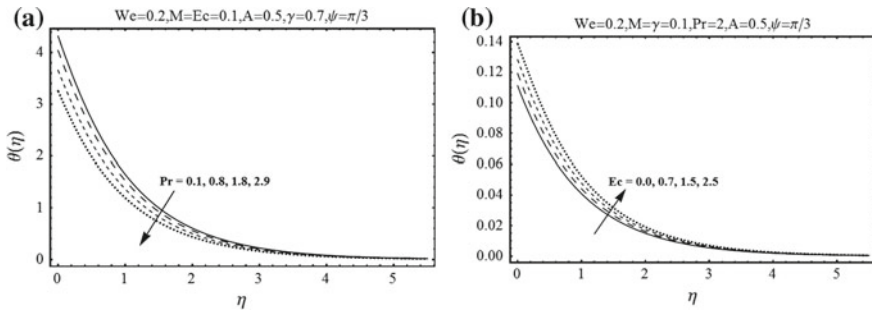 (a)
We=0.2,M=Ec=0.1,A=0.5,γ=0.7,ψ=π/3
4
3
2
1
0
θ(η)
Pr = 0.1, 0.8, 1.8, 2.9
0 1 2 3 4 5
η
(b)
We=0.2,M=γ=0.1,Pr=2,A=0.5,ψ=π/3
0.14
0.12
0.10
0.08
0.06
0.04
0.02
0.00
θ(η)
Ec = 0.0, 0.7, 1.5, 2.5
0 1 2 3 4 5
η